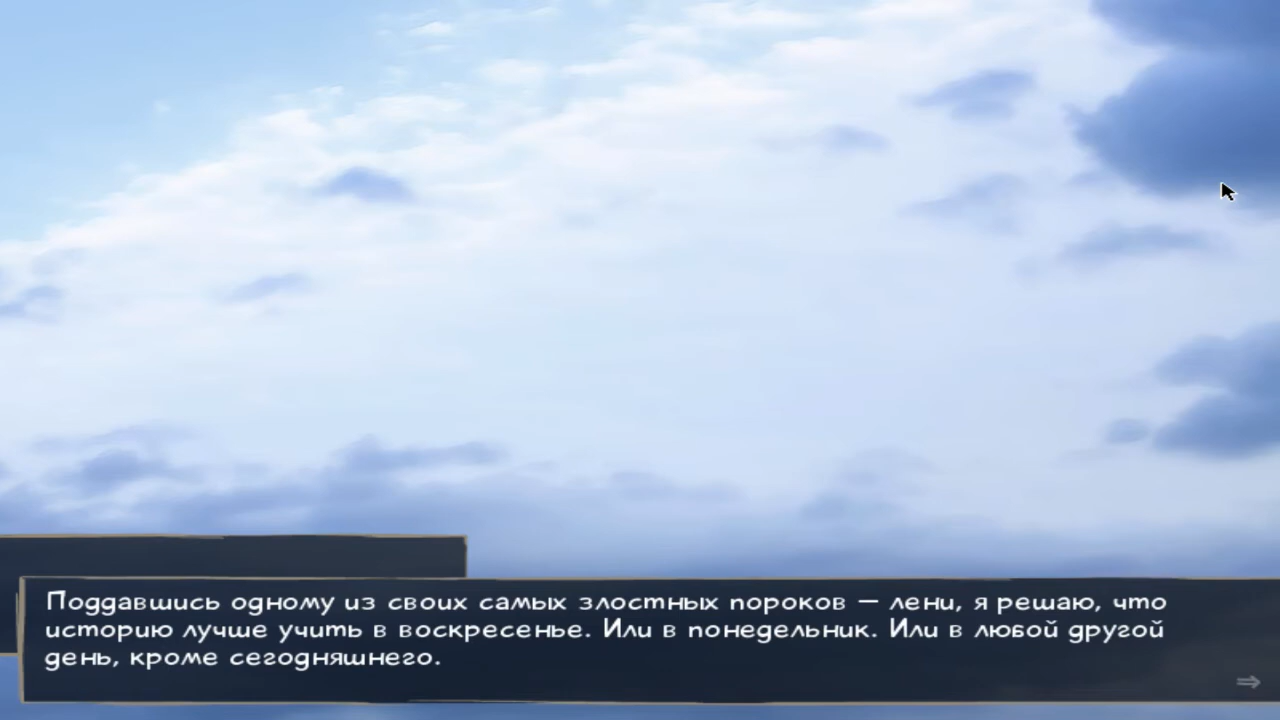 Поддавшись одному из своих самых злостных пороков — лени, я решаю, что
историю лучше учить в воскресенье. Или в понедельник. Или в любой другой
день, кроме сегодняшнего.